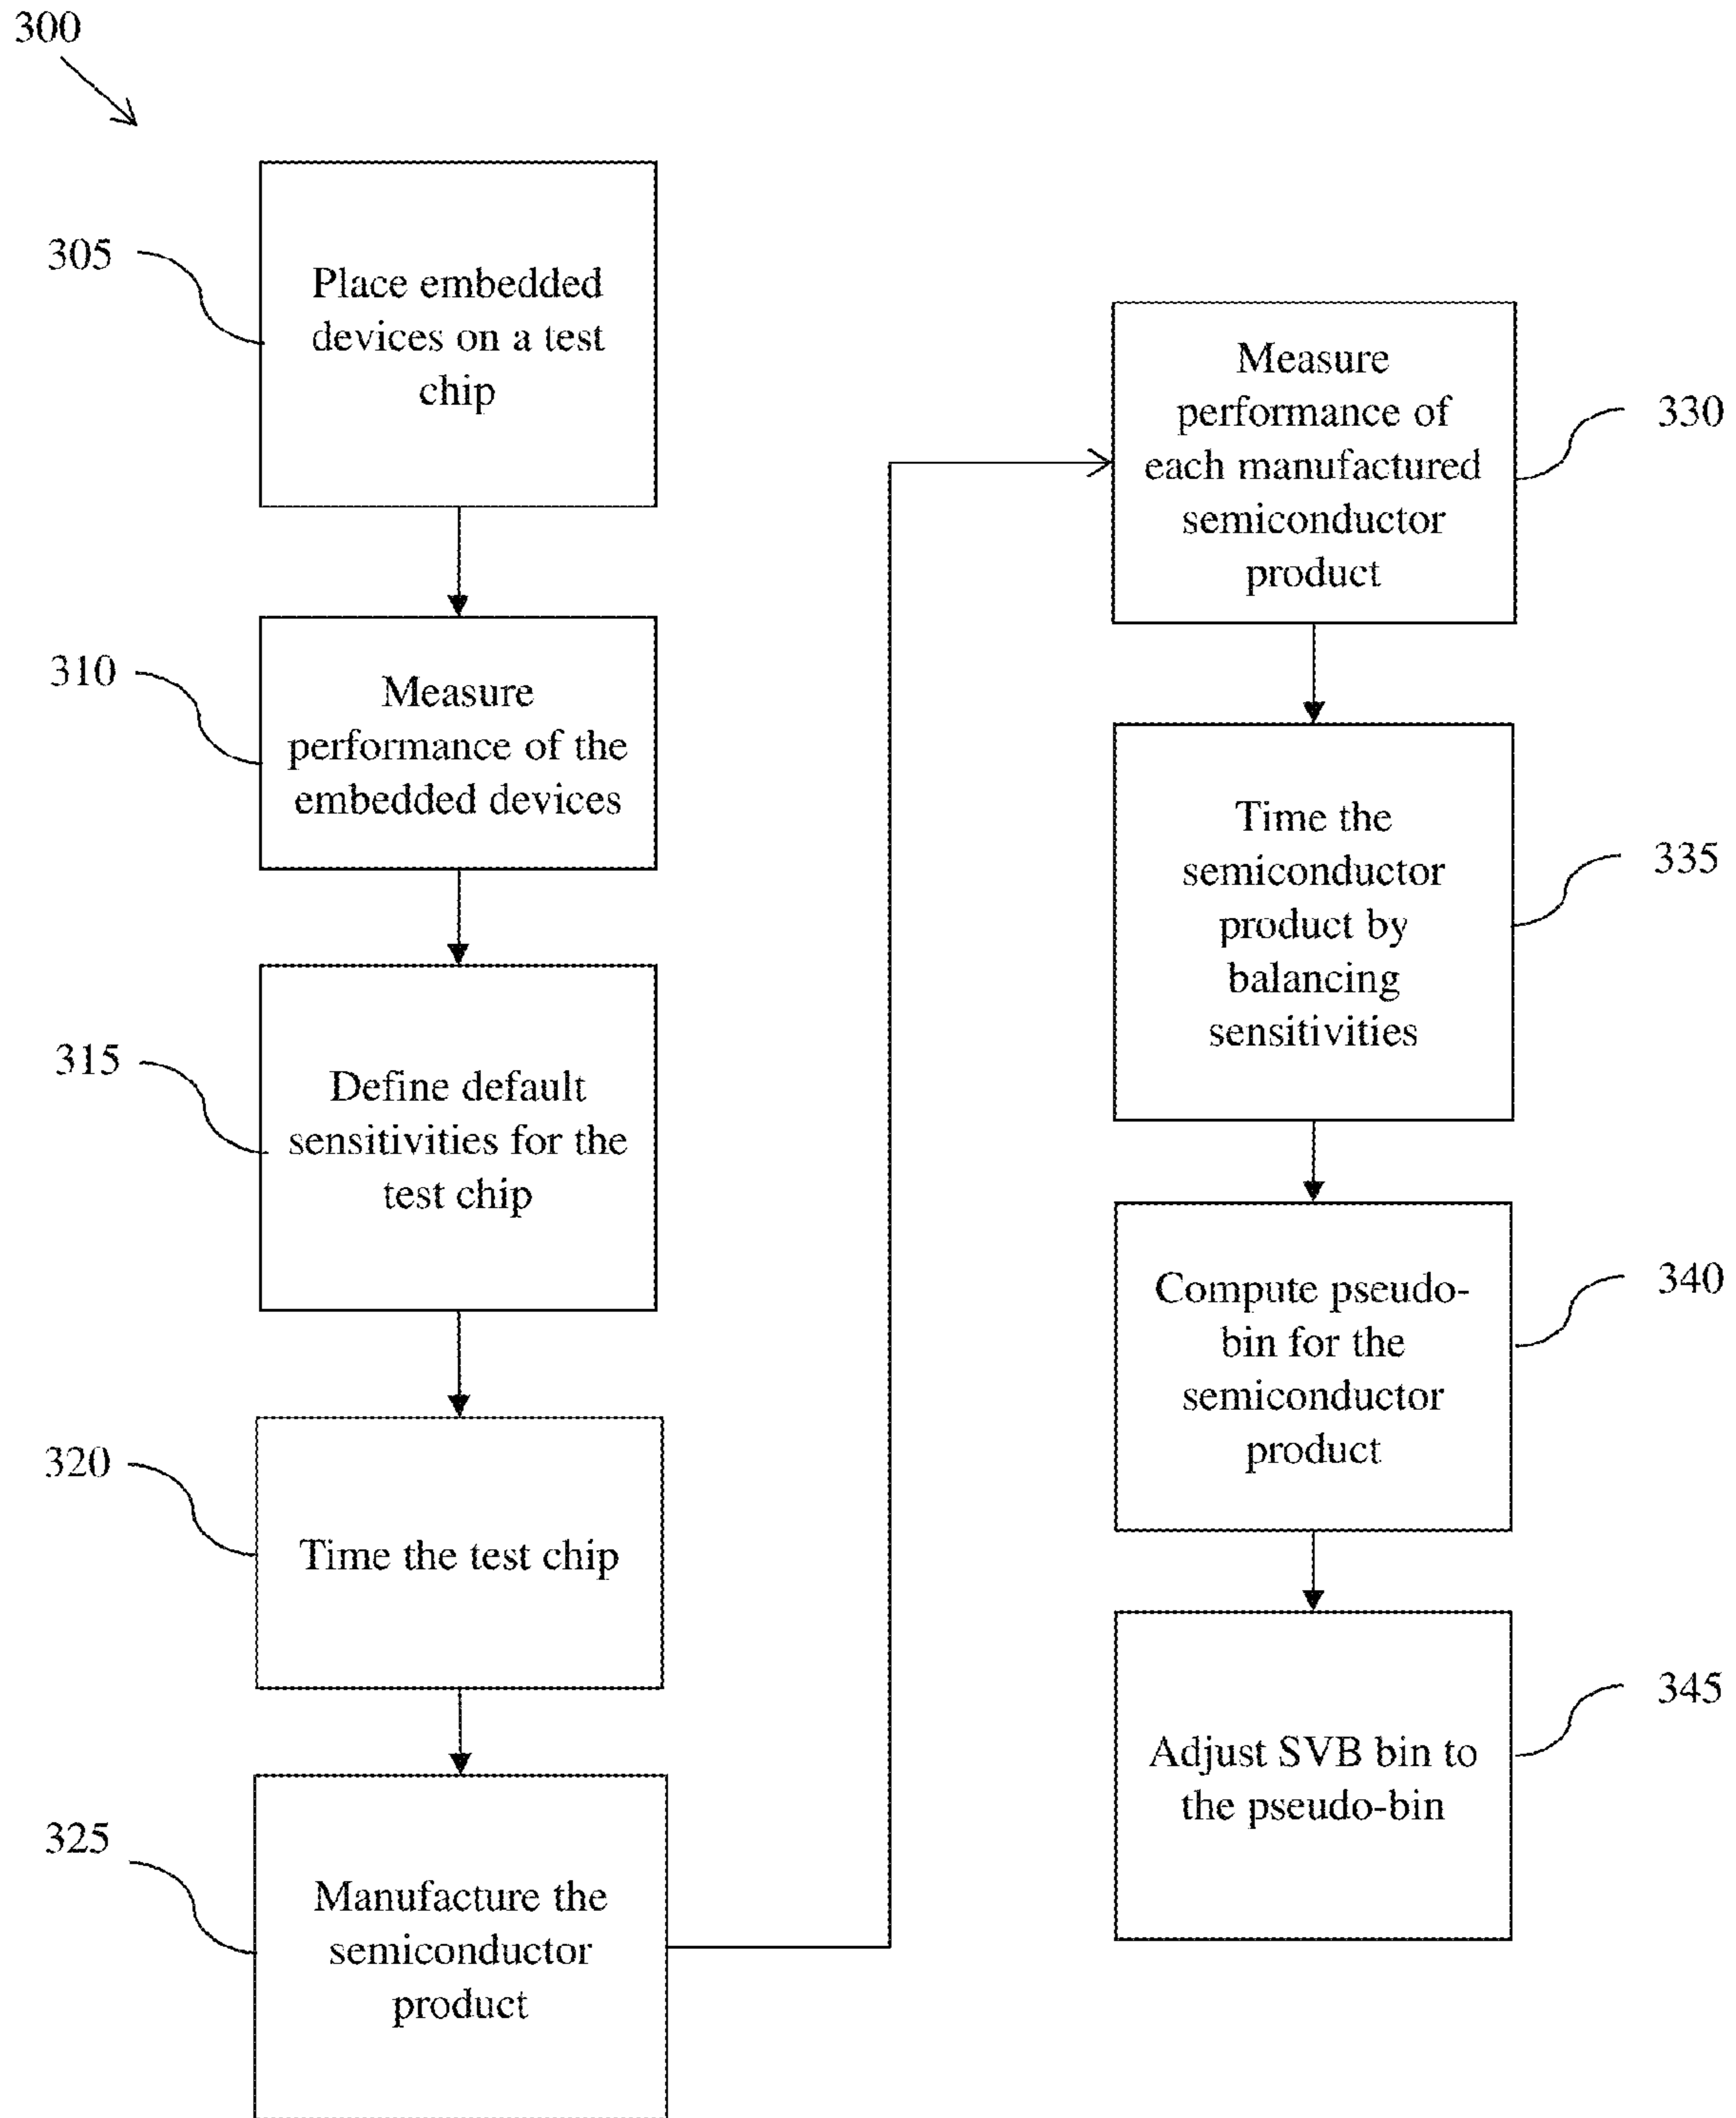 300
305
Place embedded
devices on a test
chip
310
Measure
performance of the
embedded devices
315
Define default
sensitivities for the
test chip
320
Time the test chip
325
Manufacture the
semiconductor
product
Measure
performance of
each manufactured
semiconductor
product
330
Time the
semiconductor
product by
balancing
sensitivities
335
Compute pseudo-
bin for the
semiconductor
product
340
Adjust SVB bin to
the pseudo-bin
345